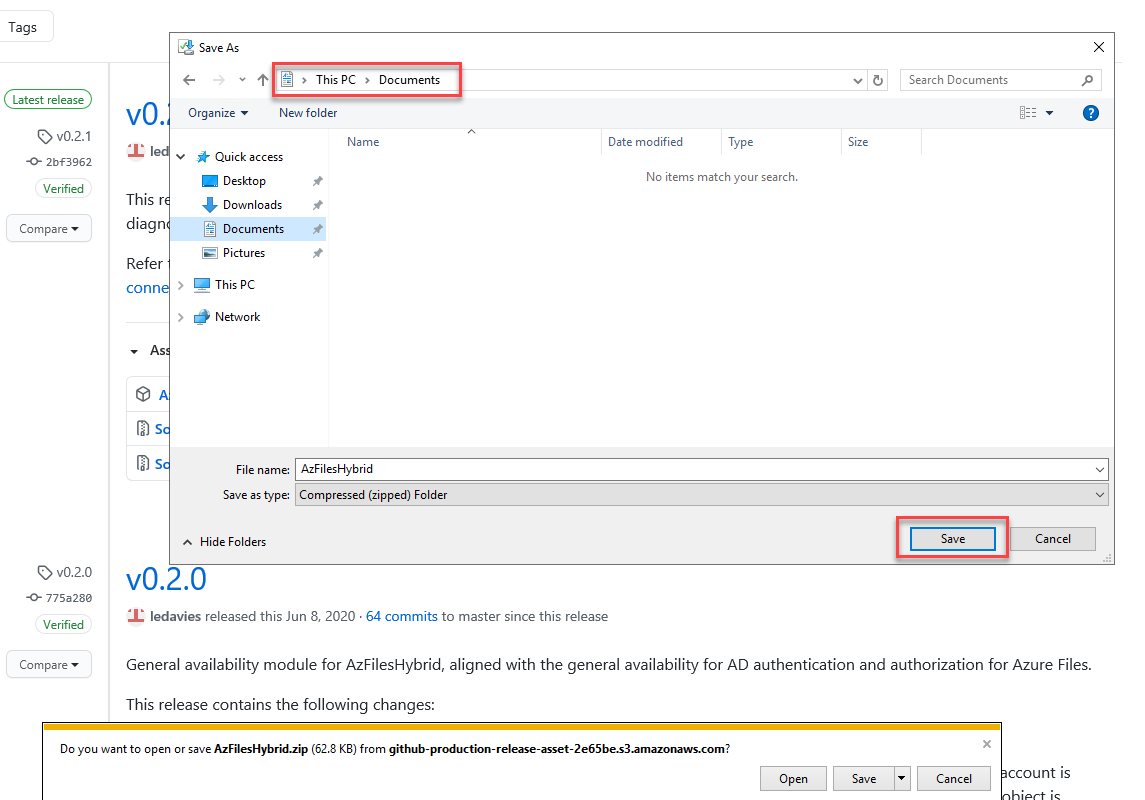 Tags
Save As
This PC > Documents
Search Documents
Organize
New folder
Latest release
v0.2
v0.2.1
Name
Date modified
Type
Size
led
Quick access
2bf3962
No items match your search.
Desktop
Verified
This re
Downloads
diagno
Documents
Compare
Pictures
Refer t
conne
This PC
Network
Ass
A
So
So
File name: AzFilesHybrid
Save as type: Compressed (zipped) Folder
Hide Folders
Save
Cancel
v0.2.0
v0.2.0
775a280
ledavies released this Jun 8, 2020 · 64 commits to master since this release
Verified
Compare
General availability module for AzFilesHybrid, aligned with the general availability for AD authentication and authorization for Azure Files.
This release contains the following changes:
Do you want to open or save AzFilesHybrid.zip (62.8 KB) from github-production-release-asset-2e65be.s3.amazonaws.com?
Open
Save
Cancel
account is
object is